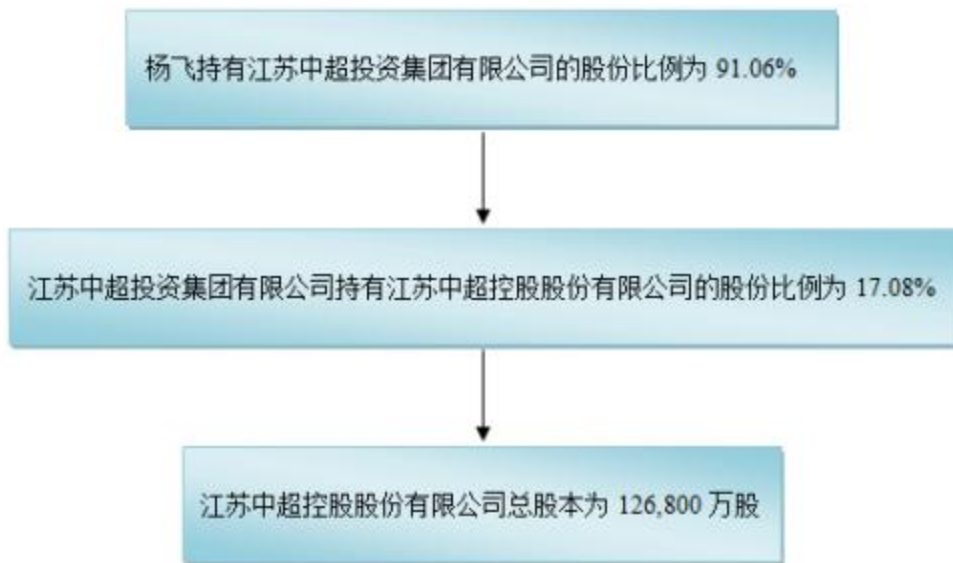 杨飞持有江苏中超投资集团有限公司的股份比例为 91.06%
江苏中超投资集团有限公司持有江苏中超控股股份有限公司的股份比例为 17.08%
江苏中超控股股份有限公司总股本为 126,800 万股